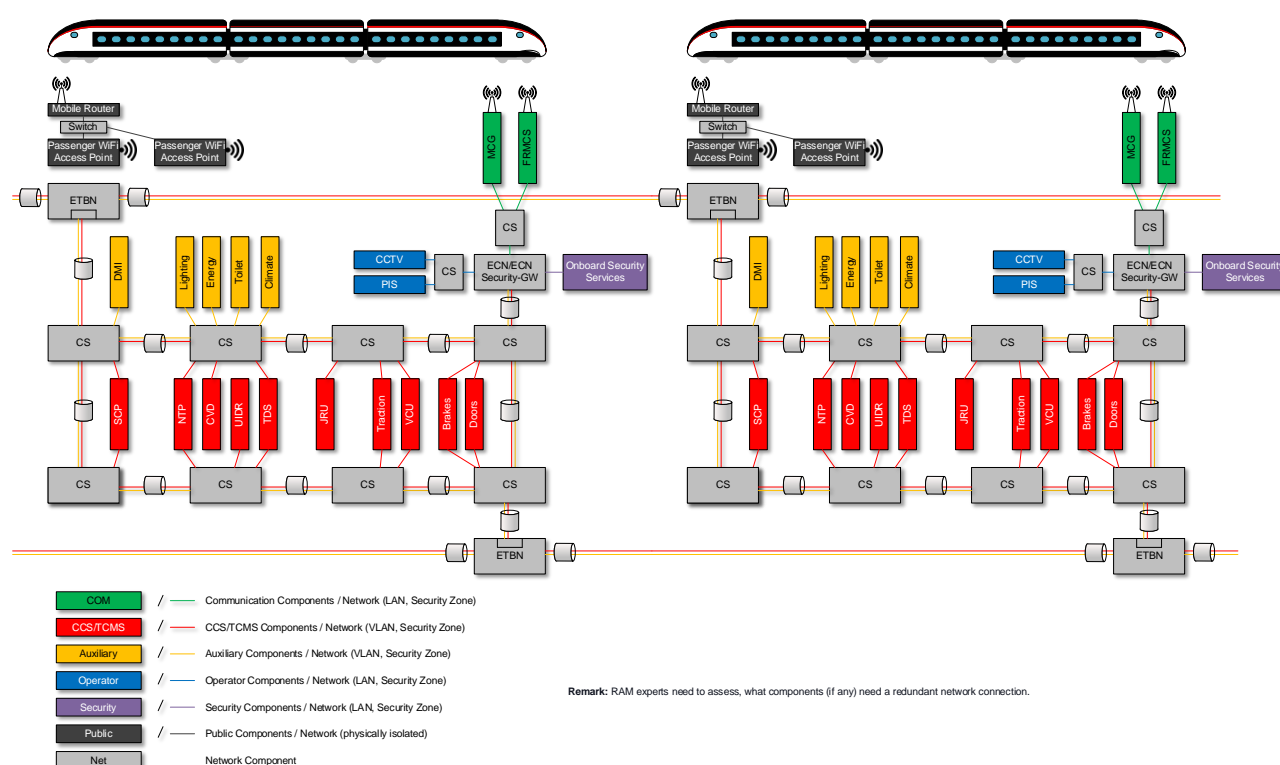 Mobile Router
Switch
Passenger WiFi
Access Point
Passenger WiFi
Access Point
MCG
FRMCS
ETBN
CS
DMI
Lighting
Energy
Toilet
Climate
CCTV
PIS
CS
ECN/ECN
Security-GW
Onboard Security
Services
CS
CS
CS
CS
SCP
NTP
CVD
UIDR
TDS
JRU
Traction
VCU
Brakes
Doors
CS
CS
CS
CS
ETBN
Mobile Router
Switch
Passenger WiFi
Access Point
Passenger WiFi
Access Point
MCG
FRMCS
ETBN
CS
DMI
Lighting
Energy
Toilet
Climate
CCTV
PIS
CS
ECN/ECN
Security-GW
Onboard Security
Services
CS
CS
CS
CS
SCP
NTP
CVD
UIDR
TDS
JRU
Traction
VCU
Brakes
Doors
CS
CS
CS
CS
ETBN
COM / Communication Components / Network (LAN, Security Zone)
CCS/TCMS / CCS/TCMS Components / Network (VLAN, Security Zone)
Auxiliary / Auxiliary Components / Network (VLAN, Security Zone)
Operator / Operator Components / Network (LAN, Security Zone)
Security / Security Components / Network (LAN, Security Zone)
Public / Public Components / Network (physically isolated)
Net Network Component
Remark: RAM experts need to assess, what components (if any) need a redundant network connection.